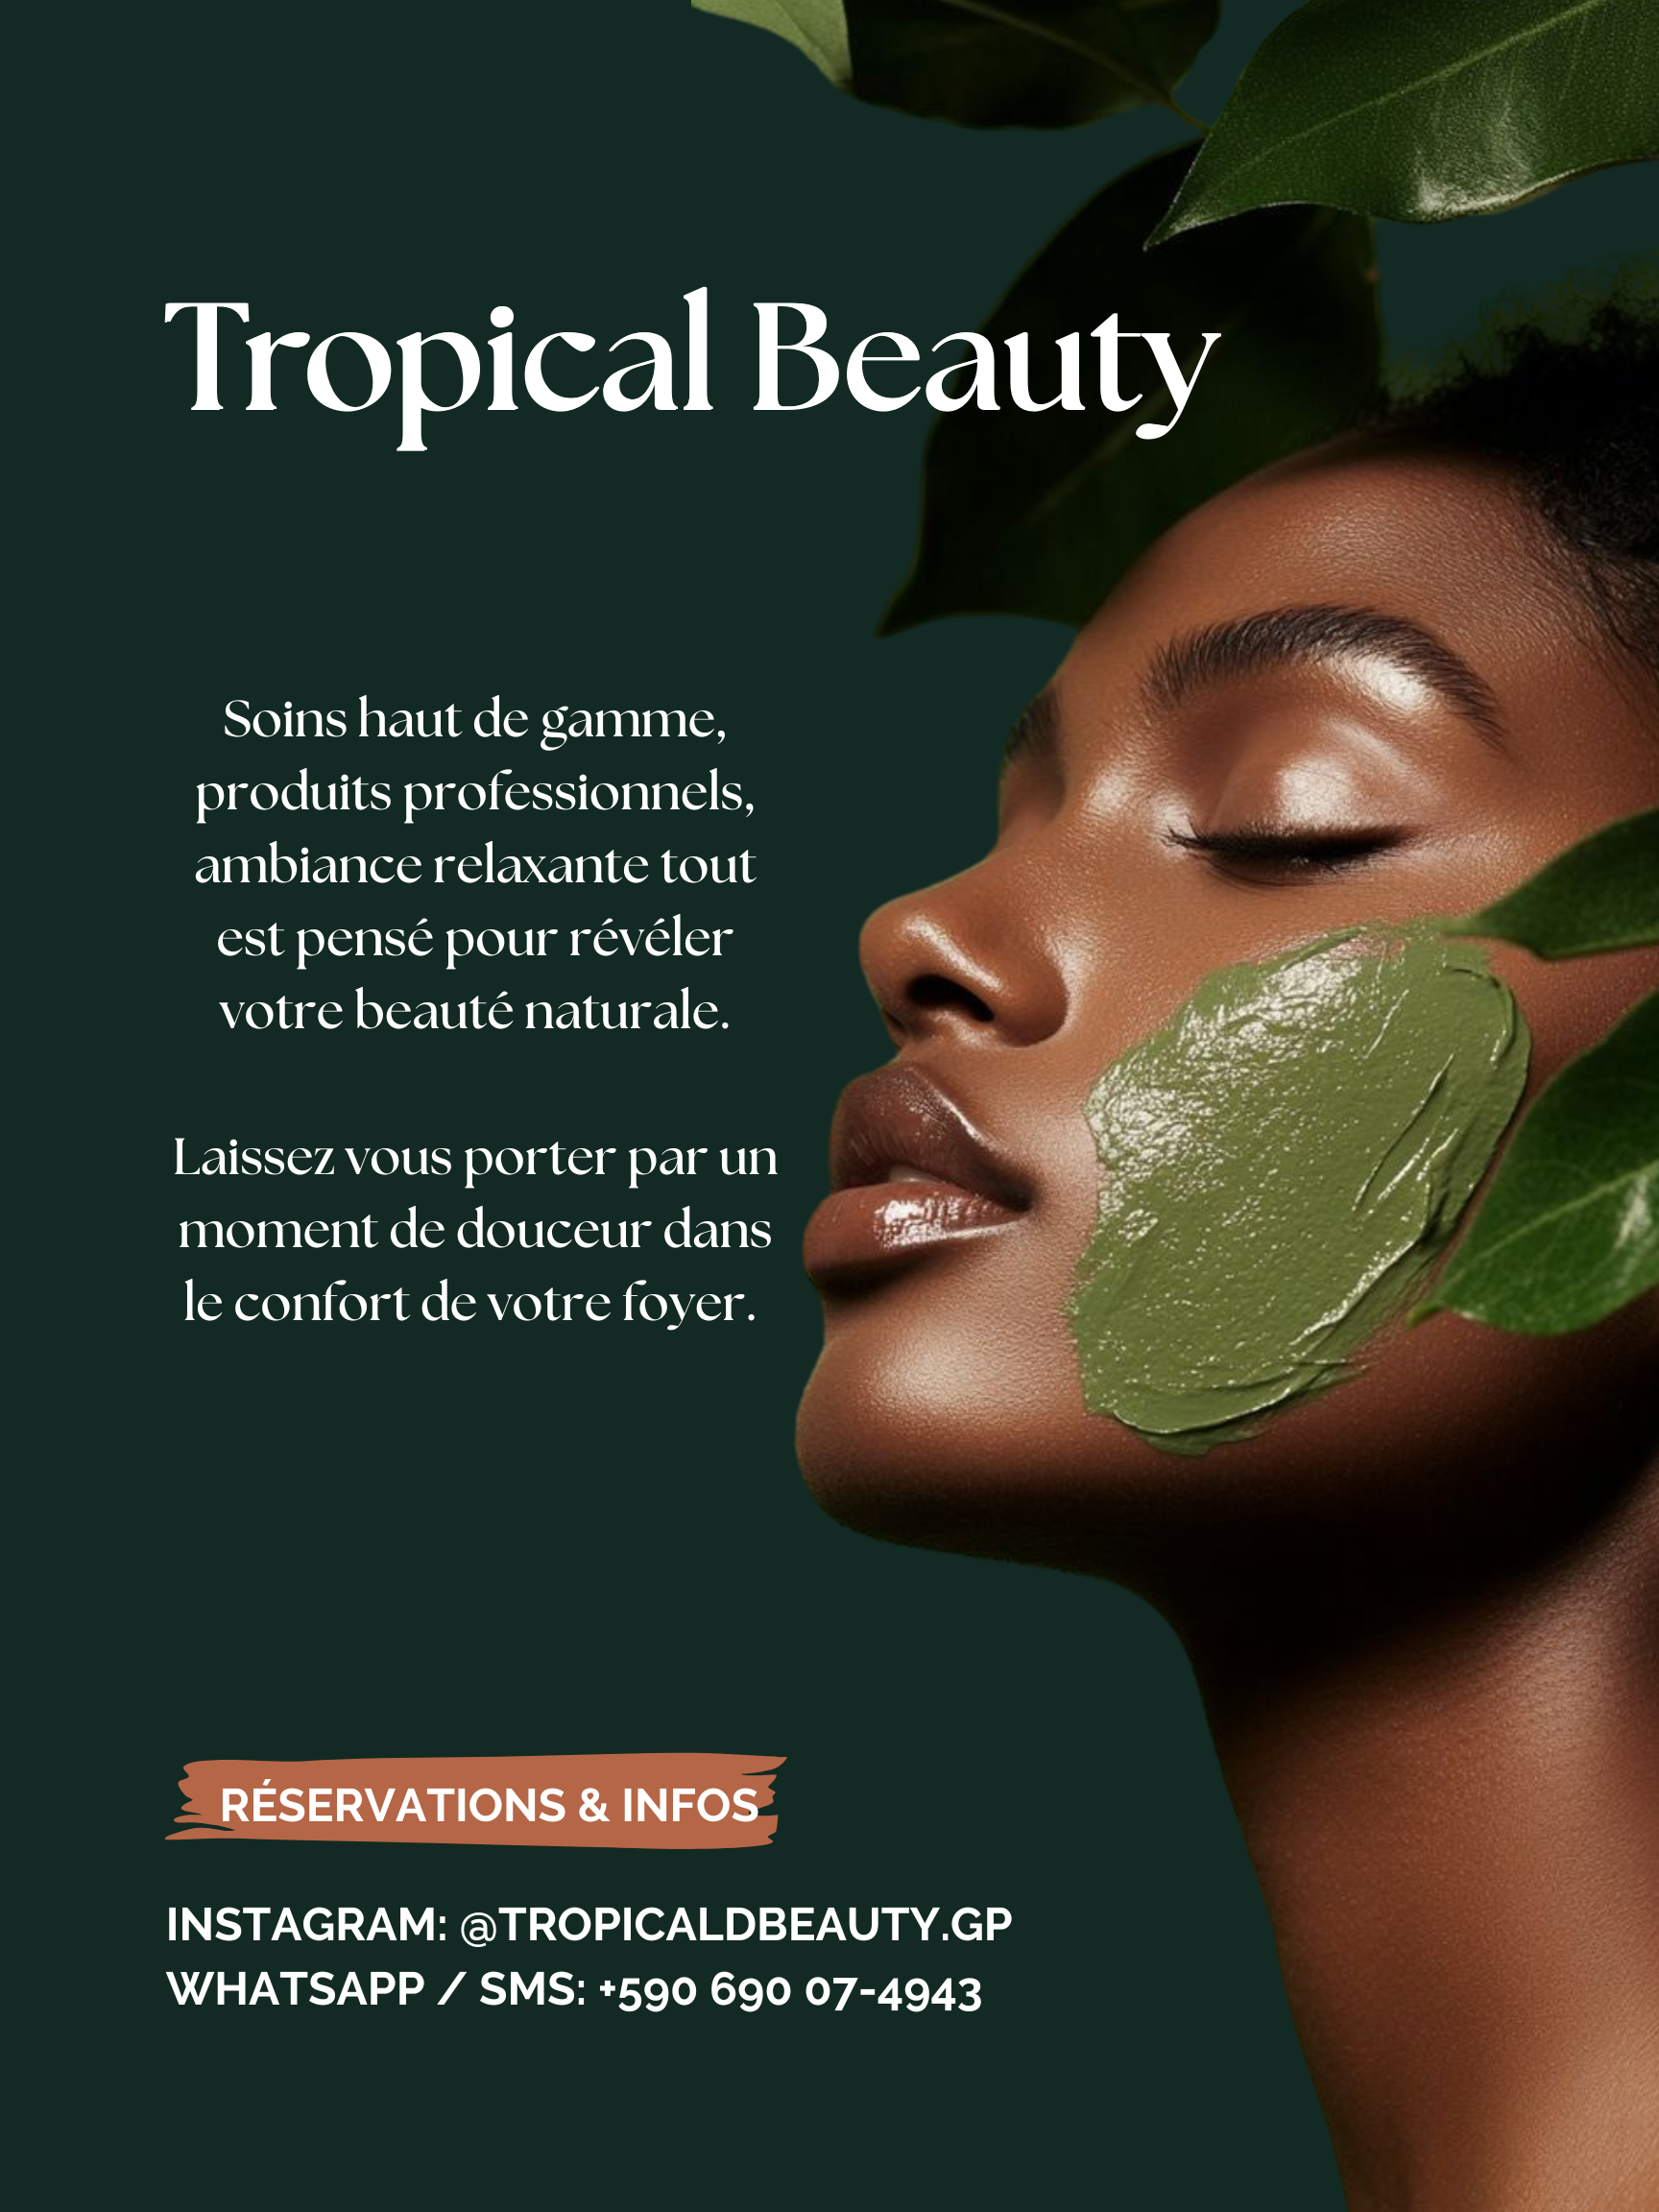 Tropical Beauty
Soins haut de gamme,
produits professionnels,
ambiance relaxante tout
est pensé pour révéler
votre beauté naturale.
Laissez vous porter par un
moment de douceur dans
le confort de votre foyer.
RÉSERVATIONS & INFOS
INSTAGRAM: @TROPICALDBEAUTY.GP
WHATSAPP / SMS: +590 690 07-4943